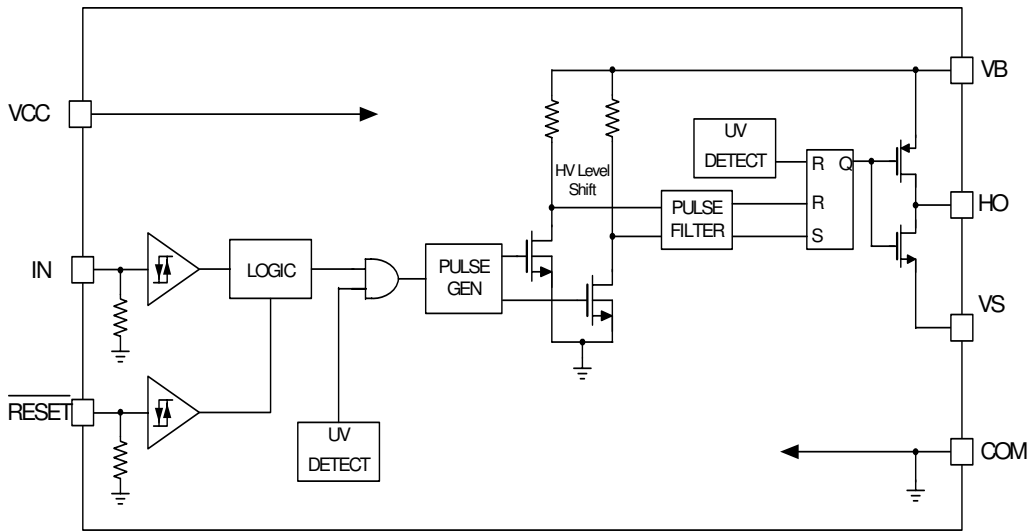 VCC
IN
RESET
LOGIC
UV
DETECT
PULSE
GEN
HV Level
Shift
UV
DETECT
PULSE
FILTER
R
Q
R
S
VB
HO
VS
COM